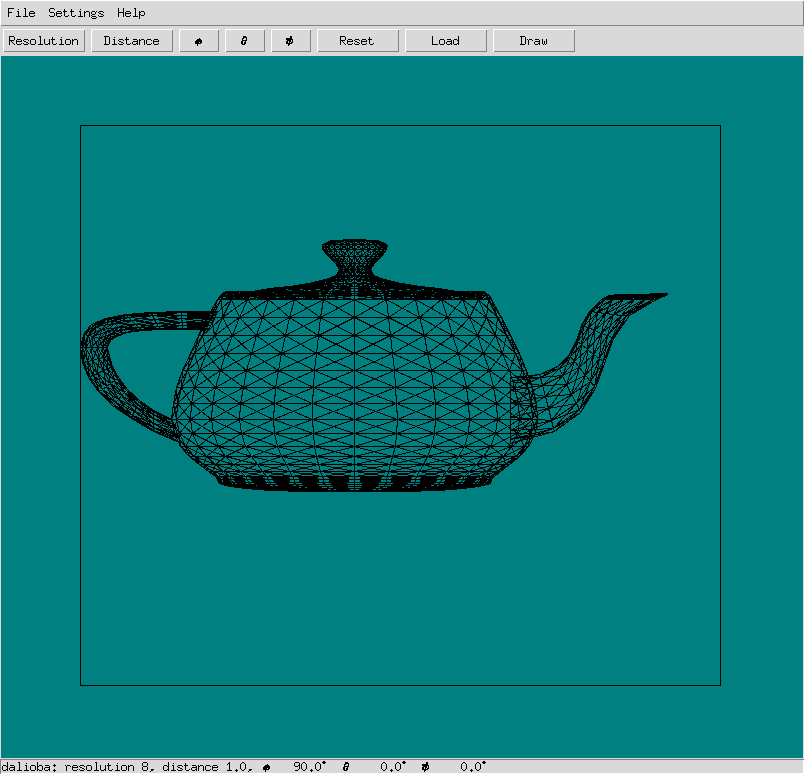 File Settings Help
Resolution Distance φ θ ψ Reset Load Draw
dalioba: resolution 8, distance 1.0, φ 90.0° θ 0.0° ψ 0.0°